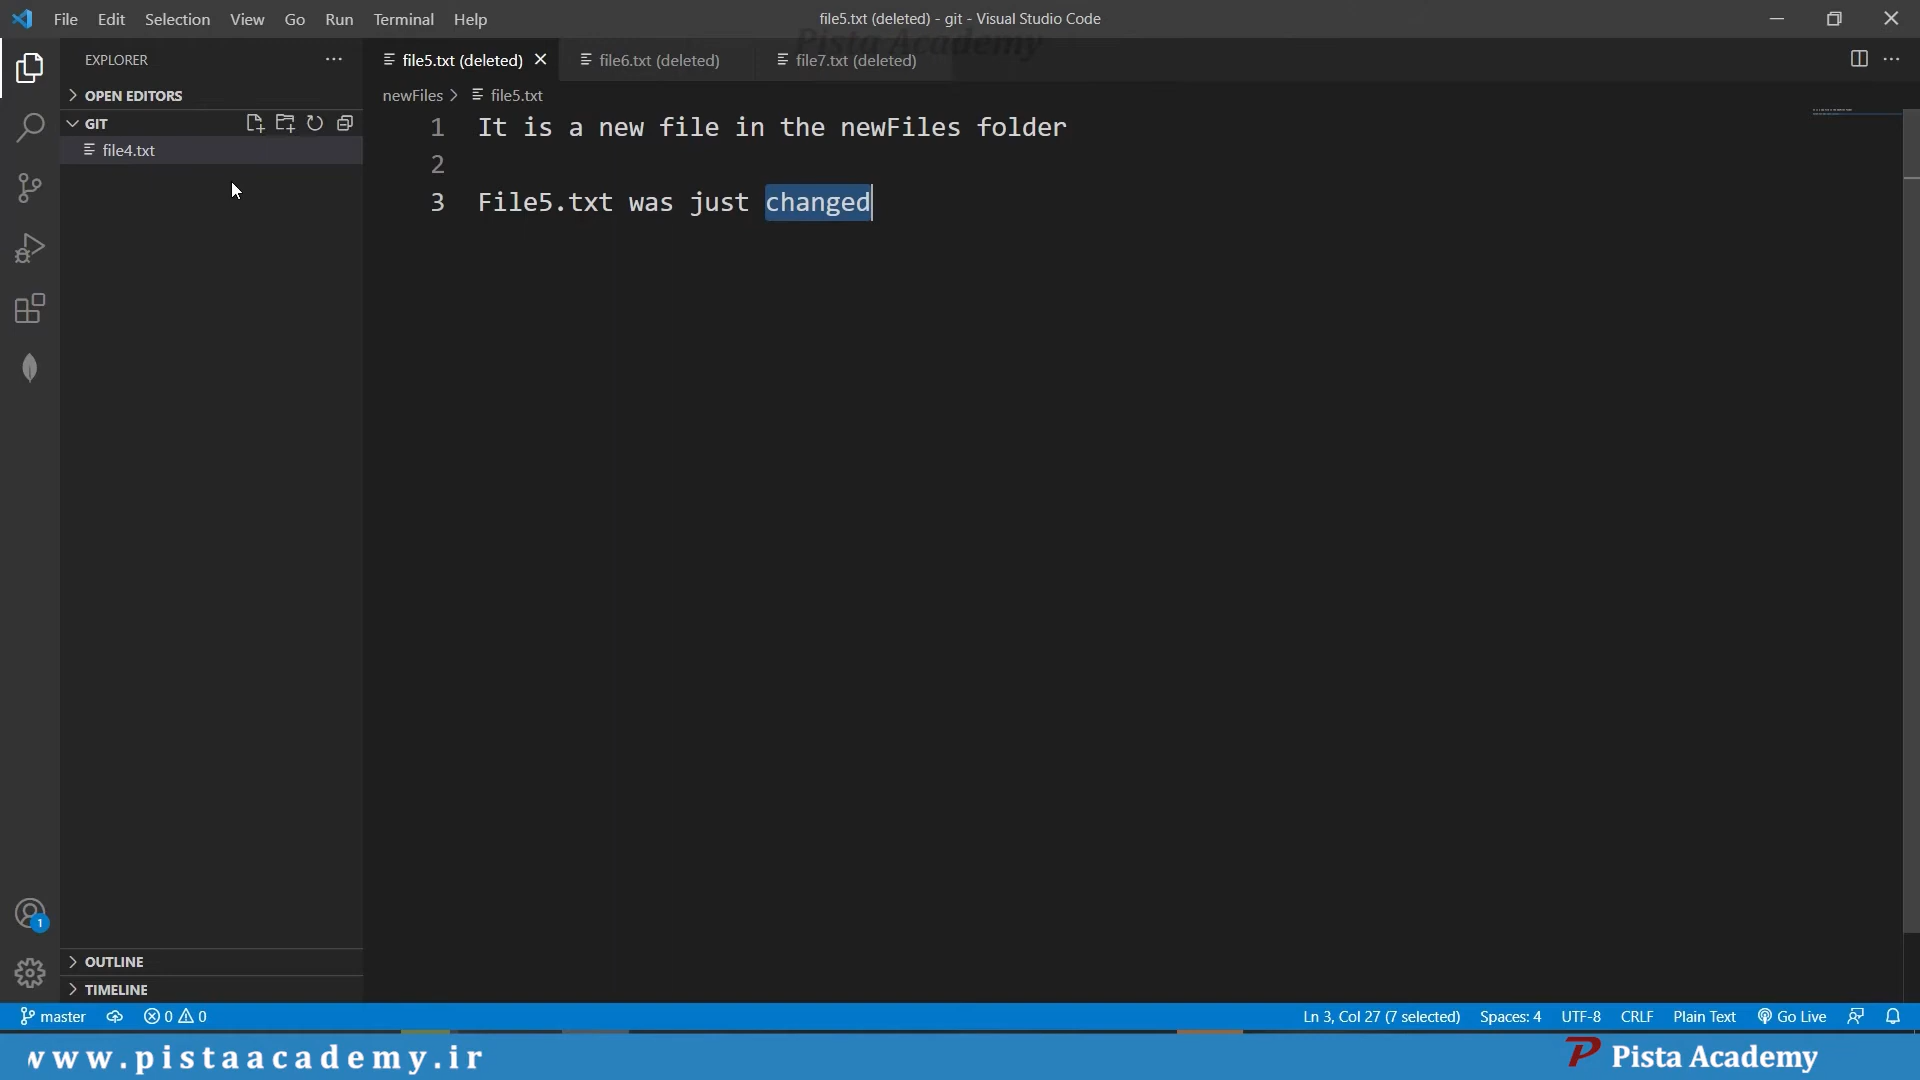 File Edit Selection View Go Run Terminal Help
file5.txt (deleted) - git - Visual Studio Code
Pista Academy
EXPLORER
OPEN EDITORS
GIT
file4.txt
OUTLINE
TIMELINE
file5.txt (deleted) file6.txt (deleted) file7.txt (deleted)
newFiles > file5.txt
1 It is a new file in the newFiles folder
2
3 File5.txt was just changed
1
master 0 0
Ln 3, Col 27 (7 selected) Spaces: 4 UTF-8 CRLF Plain Text Go Live
www.pistaacademy.ir
Pista Academy